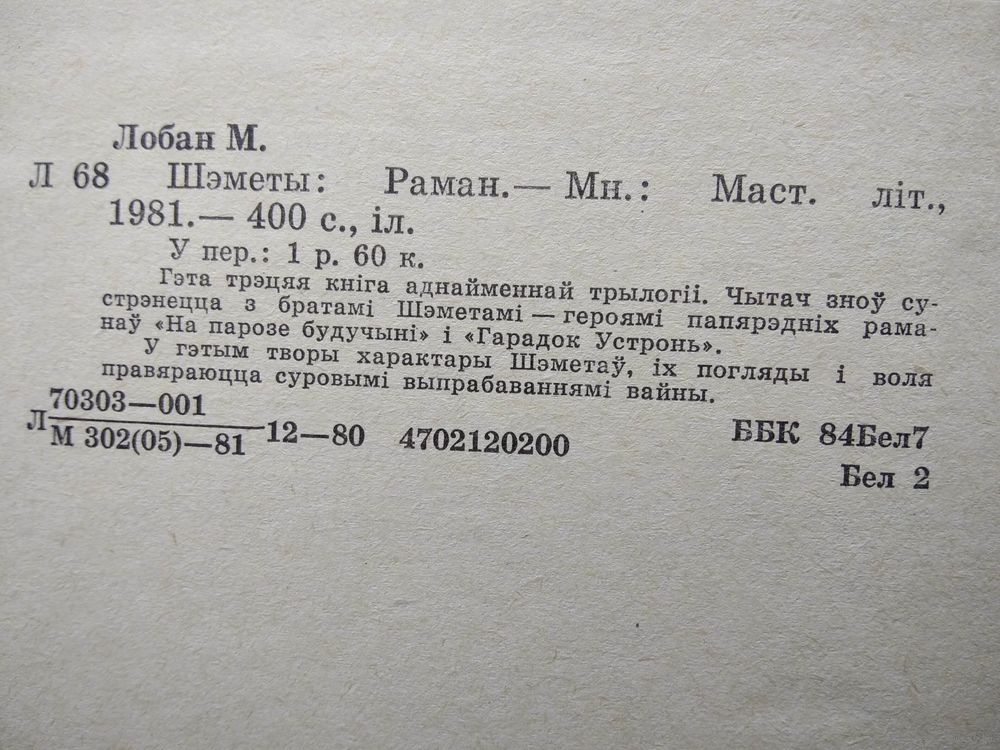 Лобан М.
Л 68 Шэметы: Раман.— Мн.: Маст. літ.,
1981.— 400 с., іл.
У пер.: 1 р. 60 к.
Гэта трэцяя кніга аднайменнай трылогіі. Чытач зноў су-
стрэнецца з братамі Шэметамі — героямі папярэдніх рама-
наў «На парозе будучыні» і «Гарадок Устронь».
У гэтым творы характары Шэметаў, іх погляды і воля
правяраюцца суровымі выпрабаваннямі вайны.
Л 70303—001
М 302(05)—81 12—80 4702120200 ББК 84Бел7
Бел 2